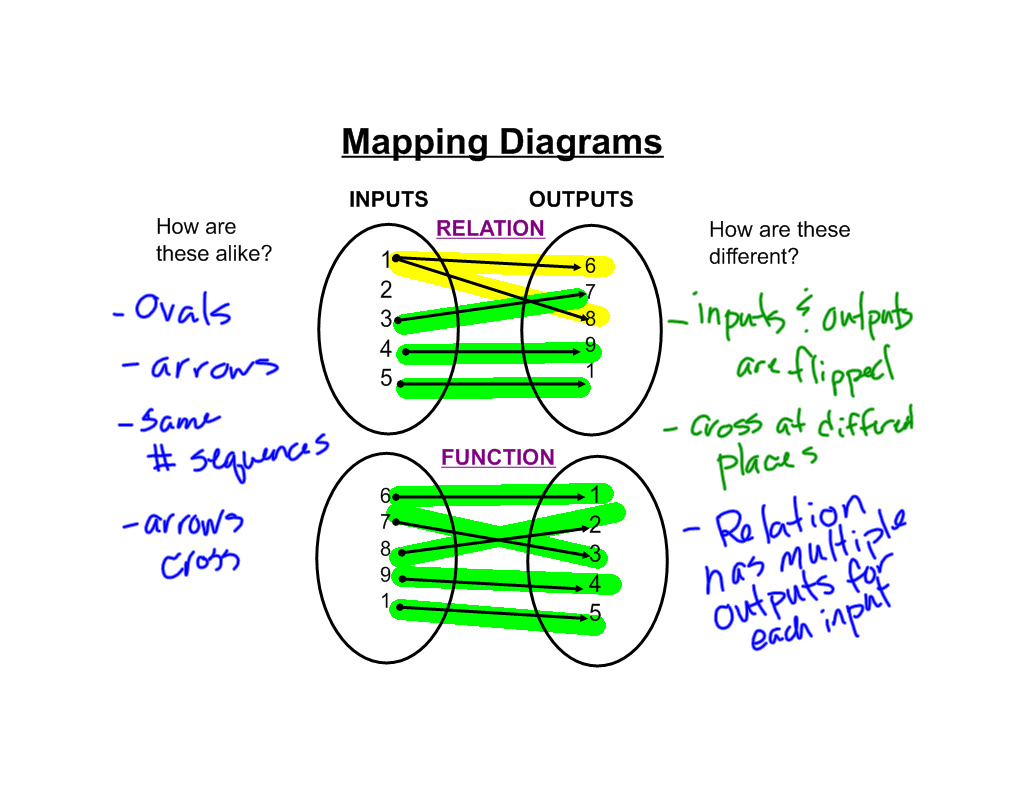 Mapping Diagrams
INPUTS OUTPUTS
How are
these alike?
- Ovals
- arrows
- same
# sequences
- arrows
cross
RELATION
1
2
3
4
5
6
7
8
9
1
FUNCTION
6
7
8
9
1
1
2
3
4
5
How are these
different?
- inputs & outputs
are flipped
- cross at differed
places
- Relation
has multiple
outputs for
each input